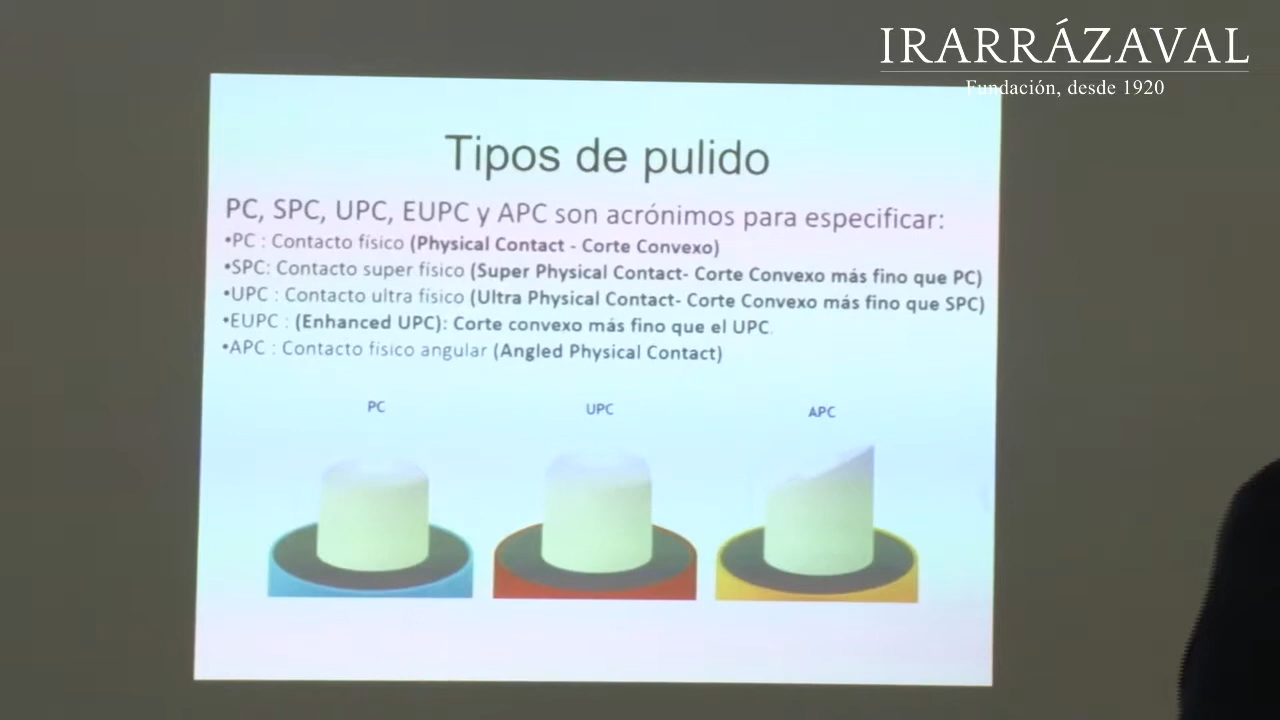 IRARRÁZAVAL
Fundación, desde 1920
Tipos de pulido
PC, SPC, UPC, EUPC y APC son acrónimos para especificar:
•PC : Contacto físico (Physical Contact - Corte Convexo)
•SPC: Contacto super físico (Super Physical Contact- Corte Convexo más fino que PC)
•UPC : Contacto ultra físico (Ultra Physical Contact- Corte Convexo más fino que SPC)
•EUPC : (Enhanced UPC): Corte convexo más fino que el UPC.
•APC : Contacto físico angular (Angled Physical Contact)
PC UPC APC